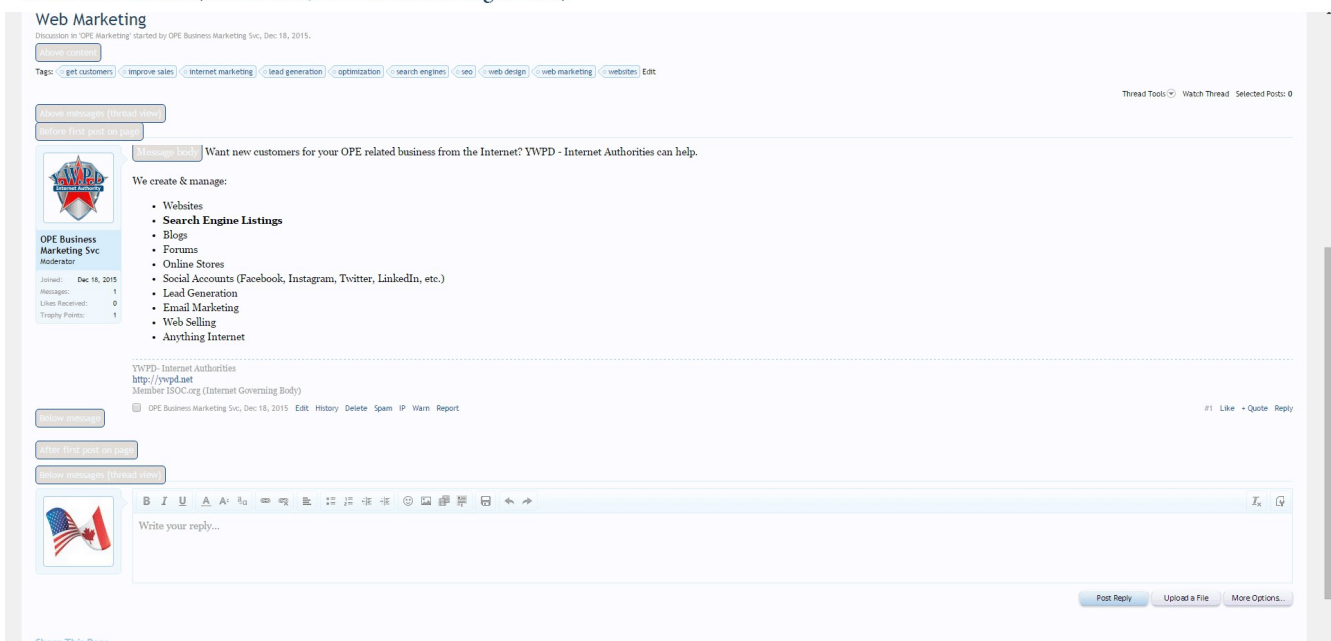 Web Marketing
Discussion in 'OPE Marketing' started by OPE Business Marketing Svc, Dec 18, 2015.
Above content
Tags: get customers improve sales internet marketing lead generation optimization search engines seo web design web marketing websites Edit
Thread Tools Watch Thread Selected Posts: 0
Above messages (thread view)
Before first post on page
Message body Want new customers for your OPE related business from the Internet? YWPD - Internet Authorities can help.
YWPD
Internet Authority
We create & manage:
• Websites
• Search Engine Listings
• Blogs
• Forums
• Online Stores
• Social Accounts (Facebook, Instagram, Twitter, LinkedIn, etc.)
• Lead Generation
• Email Marketing
• Web Selling
• Anything Internet
OPE Business
Marketing Svc
Moderator
Joined: Dec 18, 2015
Messages: 1
Likes Received: 0
Trophy Points: 1
YWPD- Internet Authorities
http://ywpd.net
Member ISOC.org (Internet Governing Body)
OPE Business Marketing Svc, Dec 18, 2015 Edit History Delete Spam IP Warn Report
#1 Like + Quote Reply
Below message
After first post on page
Below messages (thread view)
B I U A
Write your reply...
Post Reply Upload a File More Options...